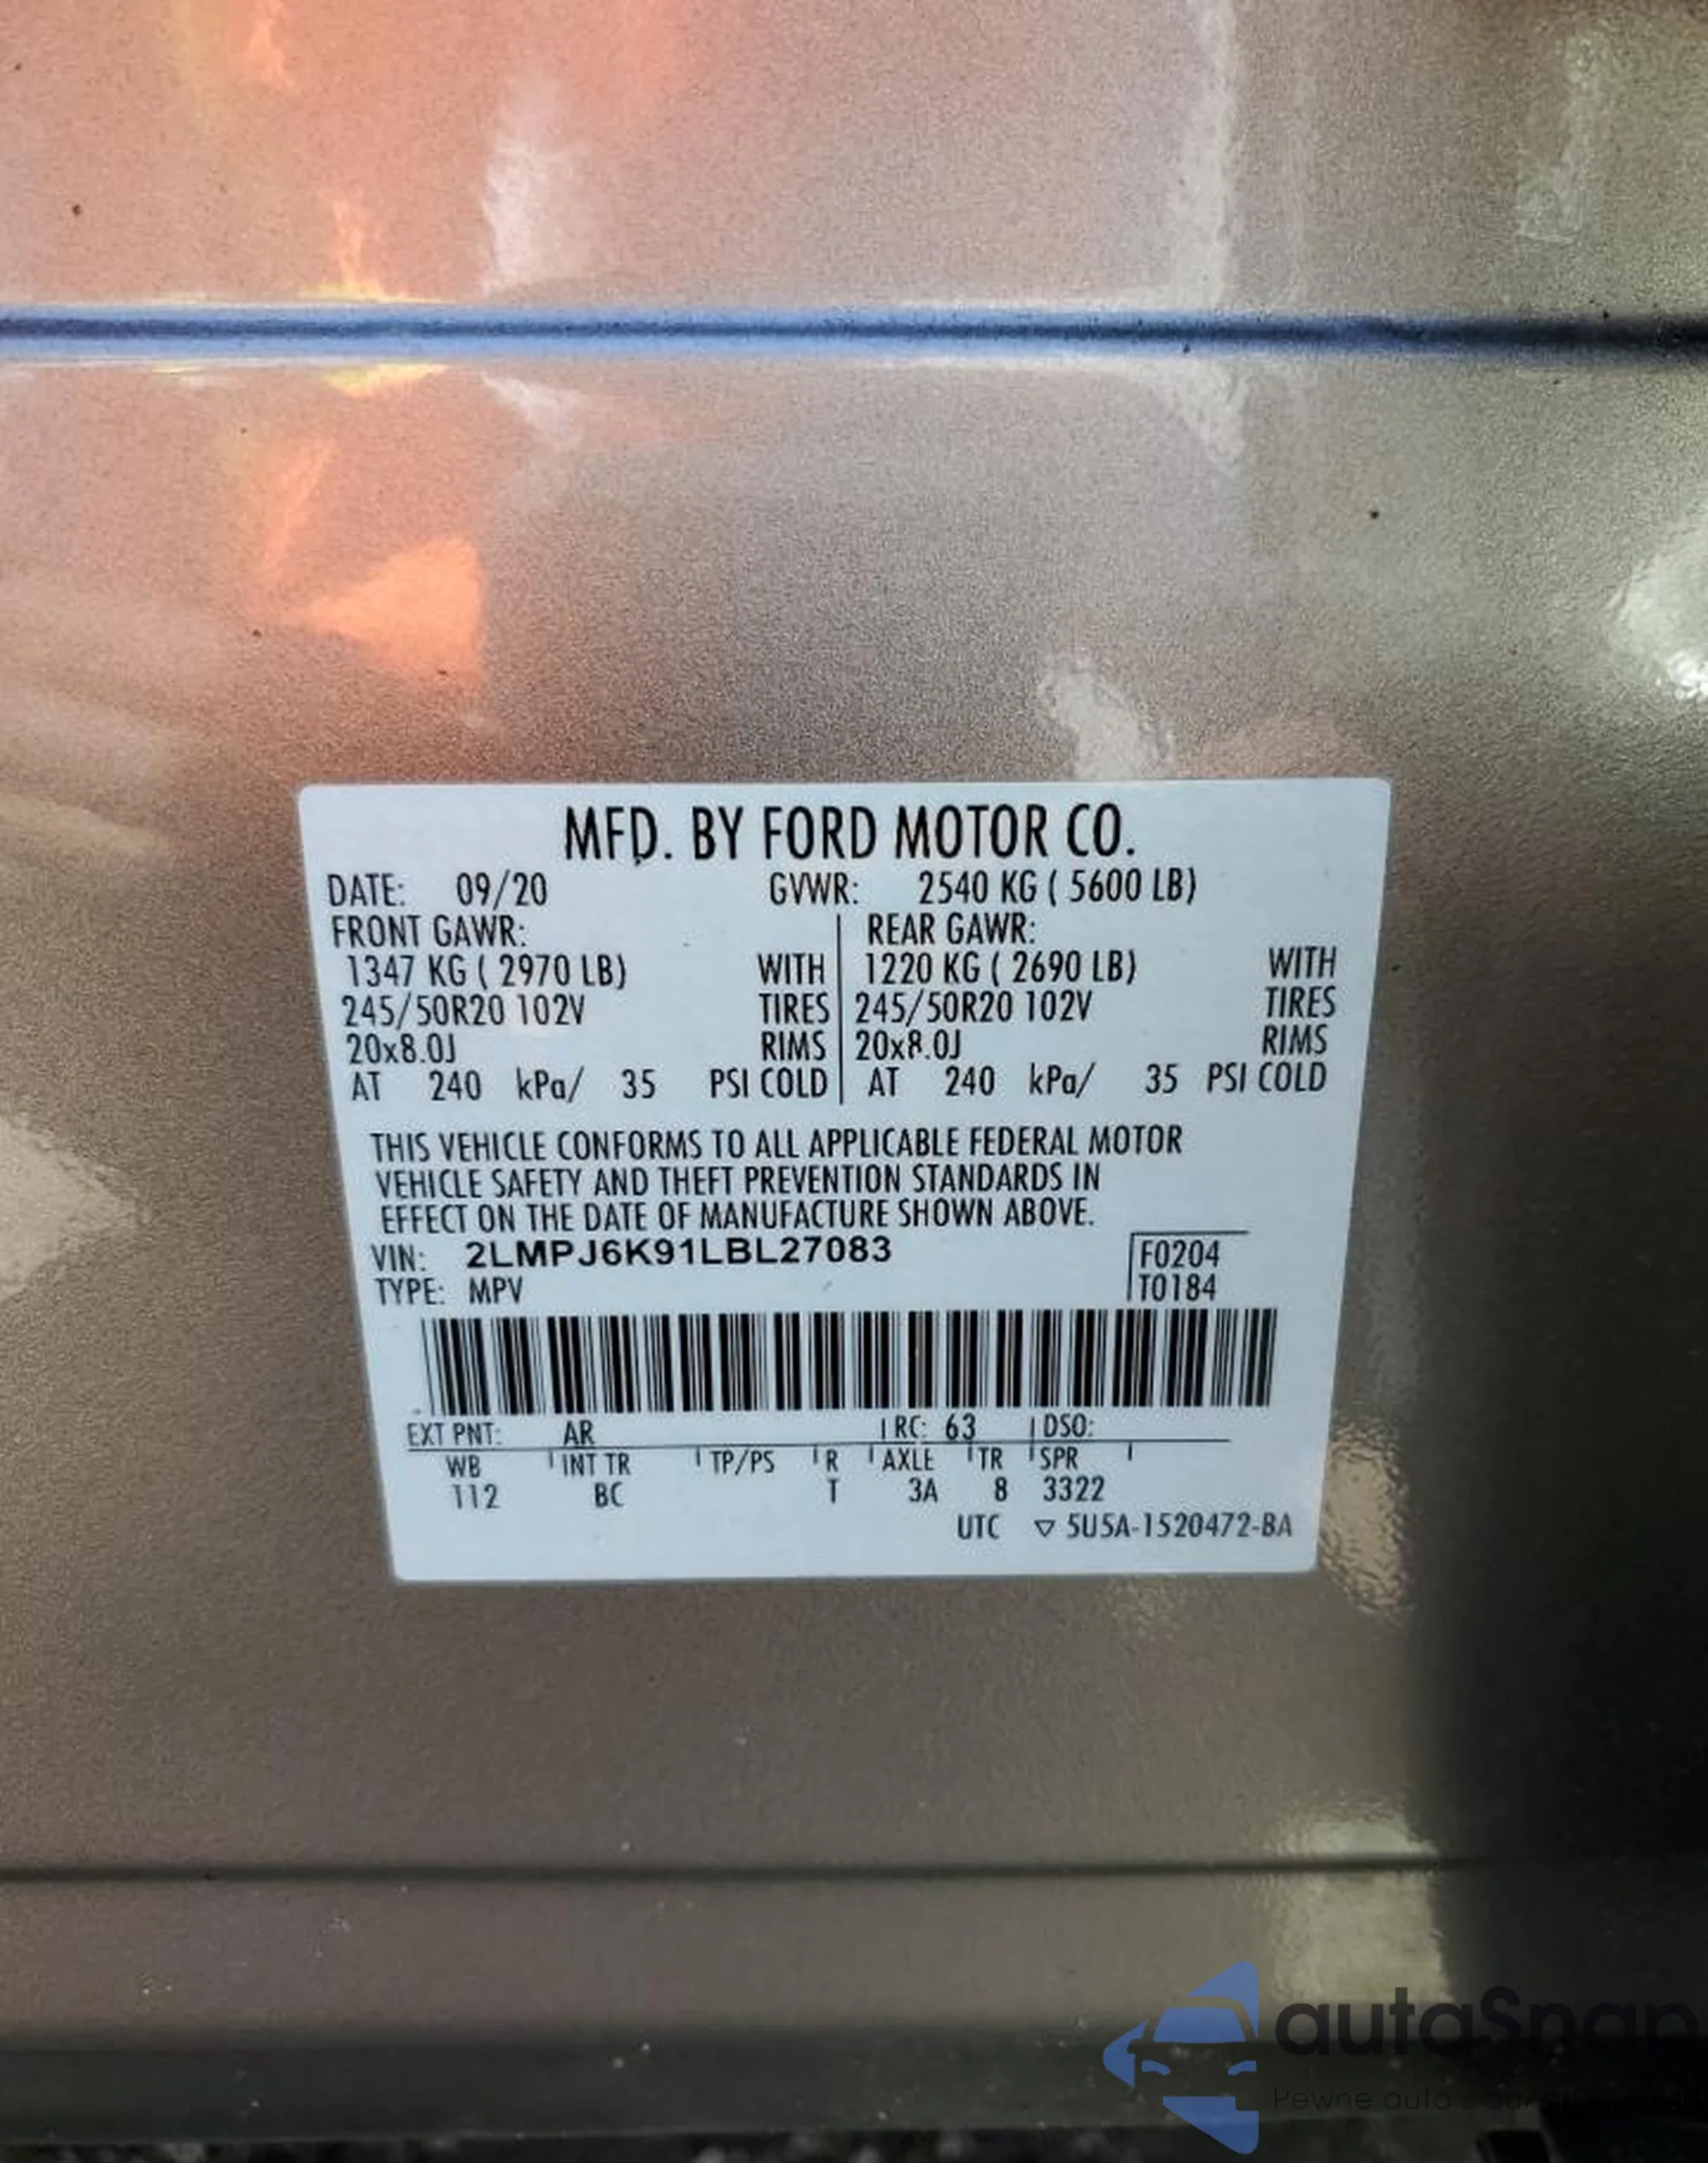 MFD. BY FORD MOTOR CO.
DATE: 09/20 GVWR: 2540 KG ( 5600 LB)
FRONT GAWR: REAR GAWR:
1347 KG ( 2970 LB) WITH 1220 KG ( 2690 LB) WITH
245/50R20 102V TIRES 245/50R20 102V TIRES
20x8.0J RIMS 20x8.0J RIMS
AT 240 kPa/ 35 PSI COLD AT 240 kPa/ 35 PSI COLD
THIS VEHICLE CONFORMS TO ALL APPLICABLE FEDERAL MOTOR
VEHICLE SAFETY AND THEFT PREVENTION STANDARDS IN
EFFECT ON THE DATE OF MANUFACTURE SHOWN ABOVE.
VIN: 2LMPJ6K91LBL27083 F0204
TYPE: MPV T0184
EXT PNT: AR RC: 63 DSO:
WB INT TR TP/PS R AXLE TR SPR
112 BC T 3A 8 3322
UTC ▽ 5U5A-1520472-BA
autaSnap
Pewne auta